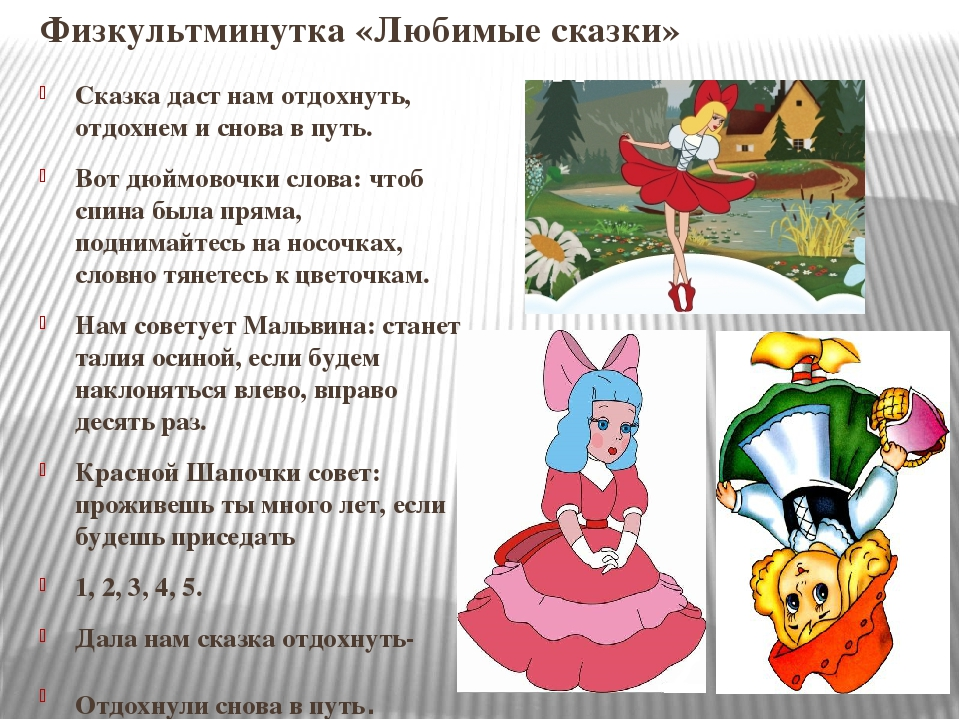 Физкультминутка «Любимые сказки»
Сказка даст нам отдохнуть,
отдохнем и снова в путь.
Вот дюймовочки слова: чтоб
спина была пряма,
поднимайтесь на носочках,
словно тянетесь к цветочкам.
Нам советует Мальвина: станет
талия осиной, если будем
наклоняться влево, вправо
десять раз.
Красной Шапочки совет:
проживешь ты много лет, если
будешь приседать
1, 2, 3, 4, 5.
Дала нам сказка отдохнуть-
Отдохнули снова в путь.